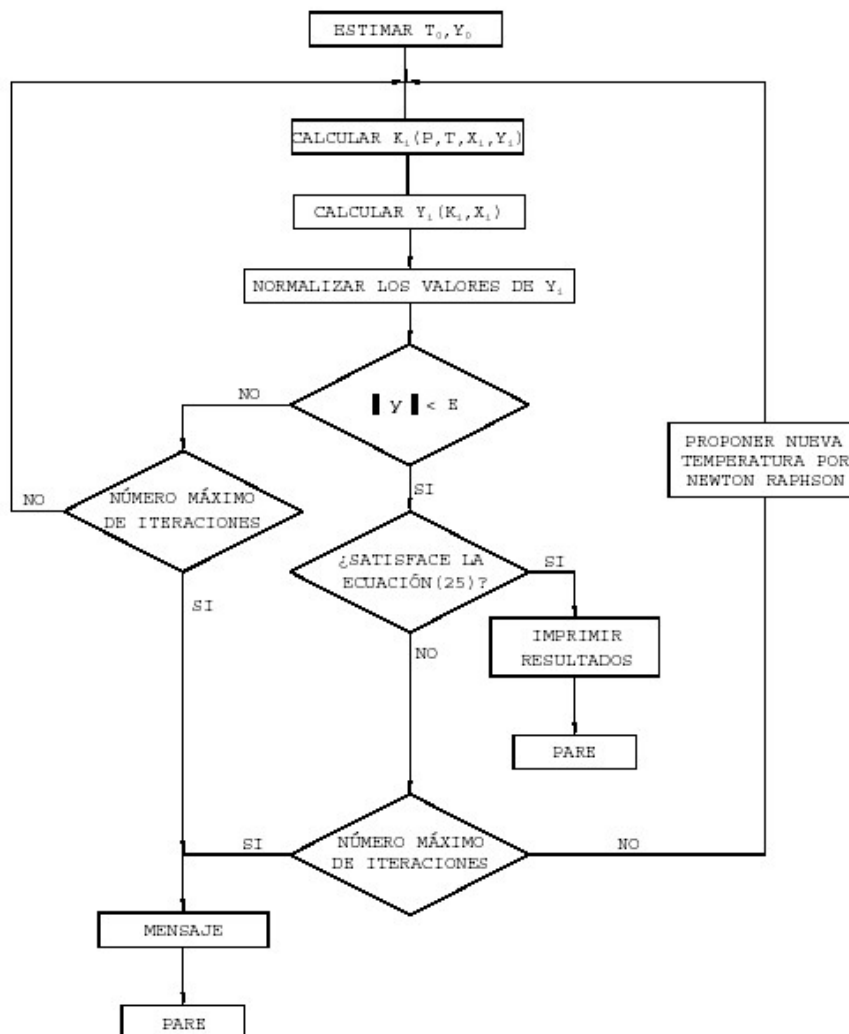 ESTIMAR T₀,Y₀
CALCULAR Kᵢ(P,T,Xᵢ,Yᵢ)
CALCULAR Yᵢ(Kᵢ,Xᵢ)
NORMALIZAR LOS VALORES DE Yᵢ
NO
▌y▐ < E
PROPONER NUEVA
TEMPERATURA POR
NEWTON RAPHSON
SI
NO
NÚMERO MÁXIMO
DE ITERACIONES
¿SATISFACE LA
ECUACIÓN(25)?
SI
SI
IMPRIMIR
RESULTADOS
NO
PARE
SI
NÚMERO MÁXIMO
DE ITERACIONES
NO
MENSAJE
PARE